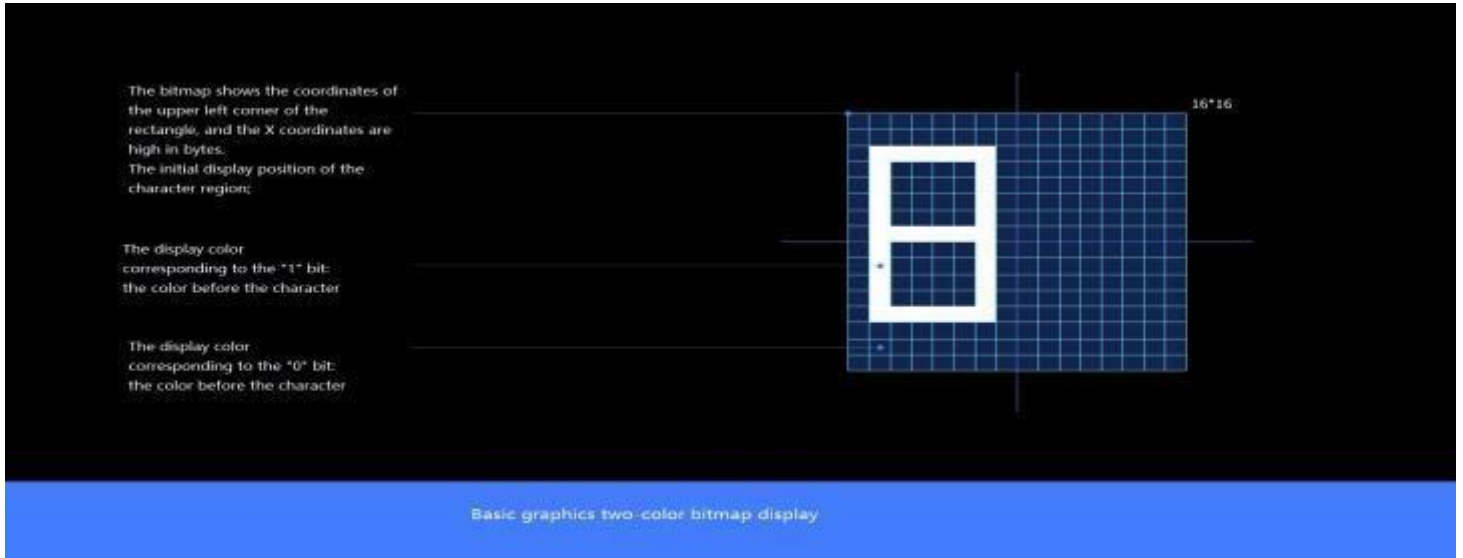 The bitmap shows the coordinates of
the upper left corner of the
rectangle, and the X coordinates are
high in bytes.
The initial display position of the
character region;
16*16
The display color
corresponding to the "1" bit:
the color before the character
The display color
corresponding to the "0" bit:
the color before the character
Basic graphics two-color bitmap display